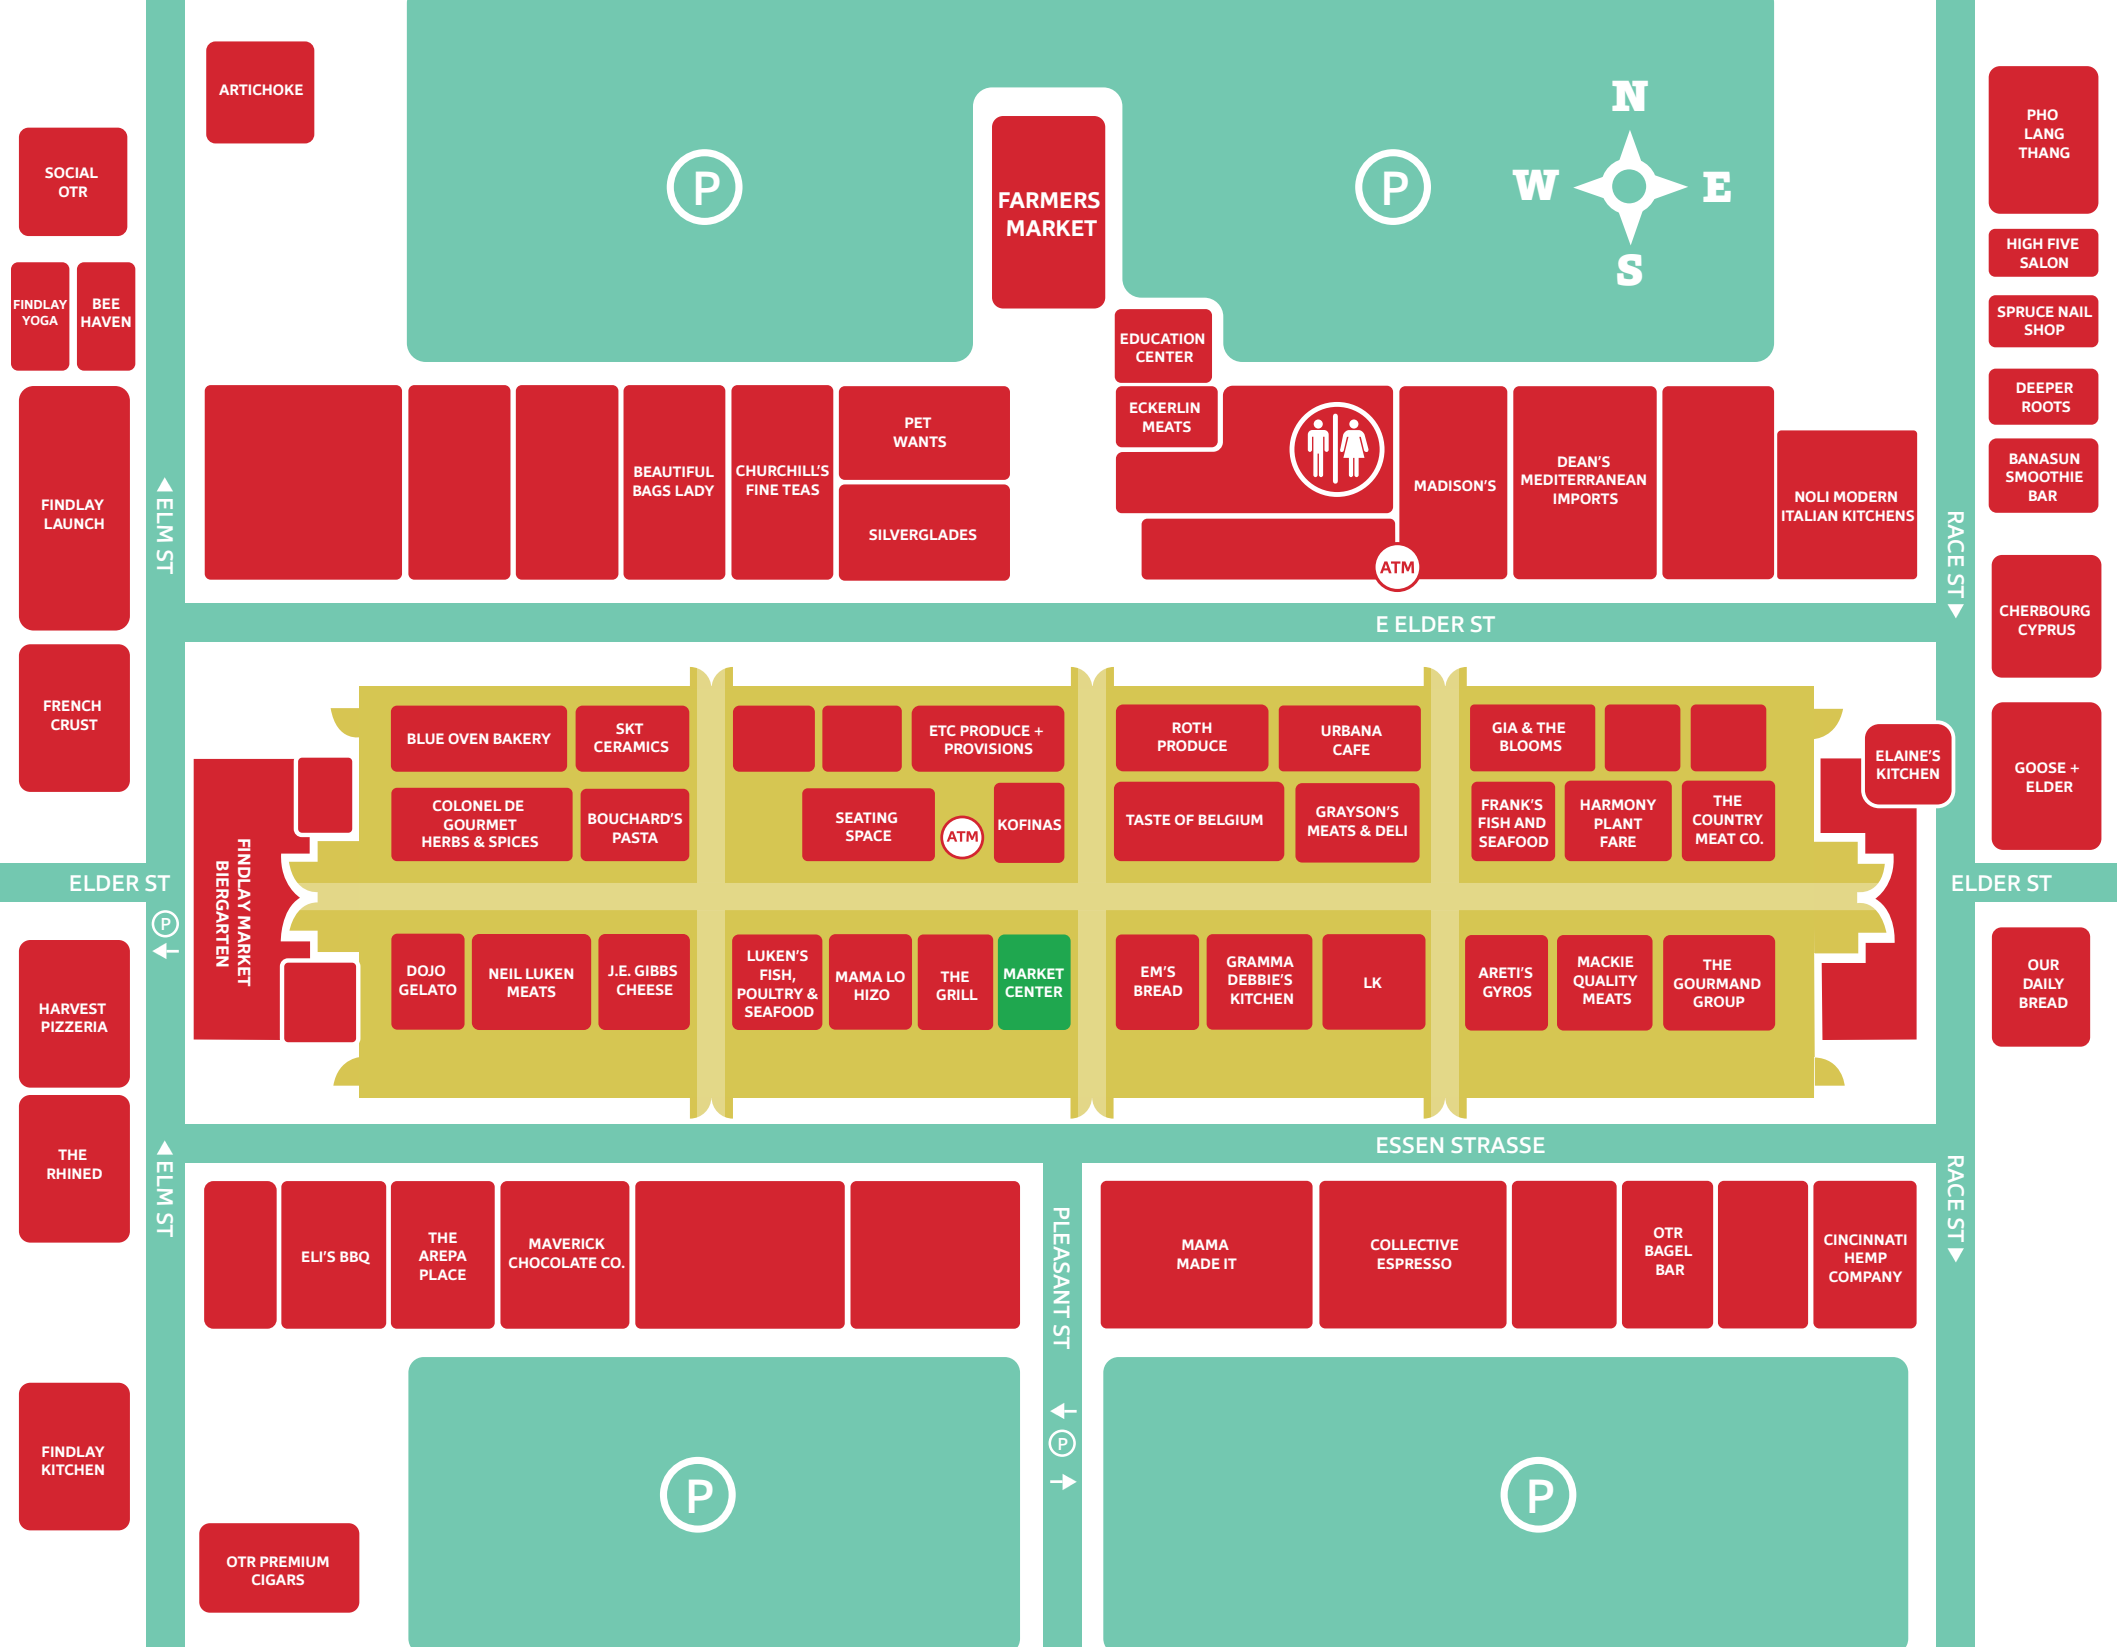 ARTICHOKE
SOCIAL
OTR
FINDLAY
YOGA
BEE
HAVEN
FINDLAY
LAUNCH
FRENCH
CRUST
ELM ST
P
FARMERS
MARKET
P
N
W
E
S
EDUCATION
CENTER
ECKERLIN
MEATS
BEAUTIFUL
BAGS LADY
CHURCHILL'S
FINE TEAS
PET
WANTS
SILVERGLADES
MADISON'S
DEAN'S
MEDITERRANEAN
IMPORTS
NOLI MODERN
ITALIAN KITCHENS
ATM
PHO
LANG
THANG
HIGH FIVE
SALON
SPRUCE NAIL
SHOP
DEEPER
ROOTS
BANASUN
SMOOTHIE
BAR
RACE ST
CHERBOURG
CYPRUS
GOOSE +
ELDER
E ELDER ST
BLUE OVEN BAKERY
SKT
CERAMICS
ETC PRODUCE +
PROVISIONS
ROTH
PRODUCE
URBANA
CAFE
GIA & THE
BLOOMS
ELAINE'S
KITCHEN
COLONEL DE
GOURMET
HERBS & SPICES
BOUCHARD'S
PASTA
SEATING
SPACE
ATM
KOFINAS
TASTE OF BELGIUM
GRAYSON'S
MEATS & DELI
FRANK'S
FISH AND
SEAFOOD
HARMONY
PLANT
FARE
THE
COUNTRY
MEAT CO.
ELDER ST
P
FINDLAY MARKET
BIERGARTEN
ELDER ST
DOJO
GELATO
NEIL LUKEN
MEATS
J.E. GIBBS
CHEESE
LUKEN'S
FISH,
POULTRY &
SEAFOOD
MAMA LO
HIZO
THE
GRILL
MARKET
CENTER
EM'S
BREAD
GRAMMA
DEBBIE'S
KITCHEN
LK
ARETI'S
GYROS
MACKIE
QUALITY
MEATS
THE
GOURMAND
GROUP
OUR
DAILY
BREAD
HARVEST
PIZZERIA
THE
RHINED
ELM ST
ESSEN STRASSE
RACE ST
ELI'S BBQ
THE
AREPA
PLACE
MAVERICK
CHOCOLATE CO.
PLEASANT ST
MAMA
MADE IT
COLLECTIVE
ESPRESSO
OTR
BAGEL
BAR
CINCINNATI
HEMP
COMPANY
FINDLAY
KITCHEN
OTR PREMIUM
CIGARS
P
P
P